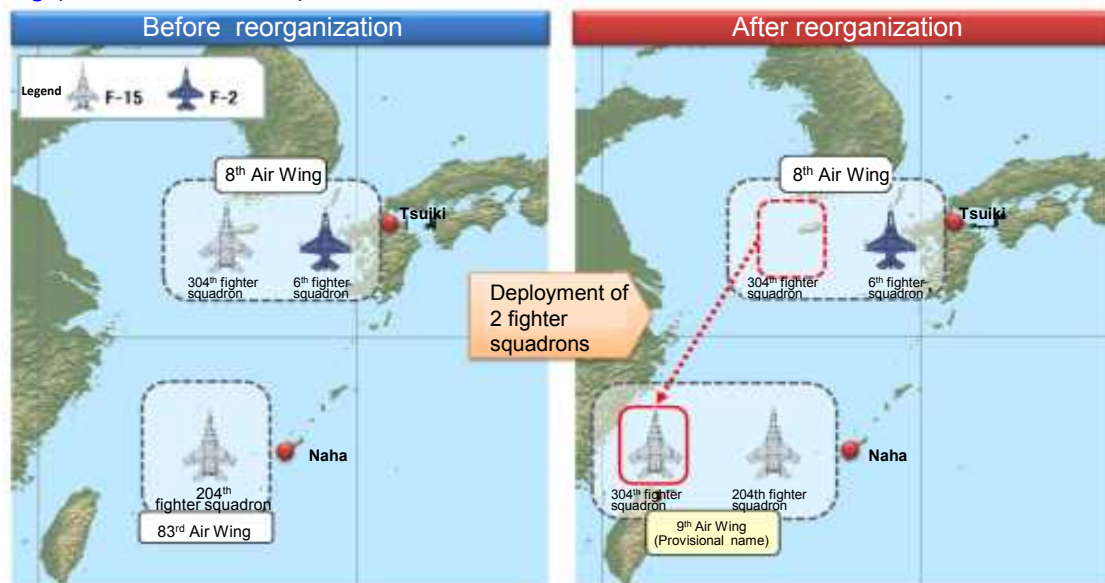 Before reorganization
Legend
F-15
F-2
8th Air Wing
Tsuiki
304th fighter
squadron
6th fighter
squadron
Naha
204th
fighter squadron
83rd Air Wing
Deployment of
2 fighter
squadrons
After reorganization
8th Air Wing
Tsuiki
304th fighter
squadron
6th fighter
squadron
Naha
304th fighter
squadron
204th fighter
squadron
9th Air Wing
(Provisional name)